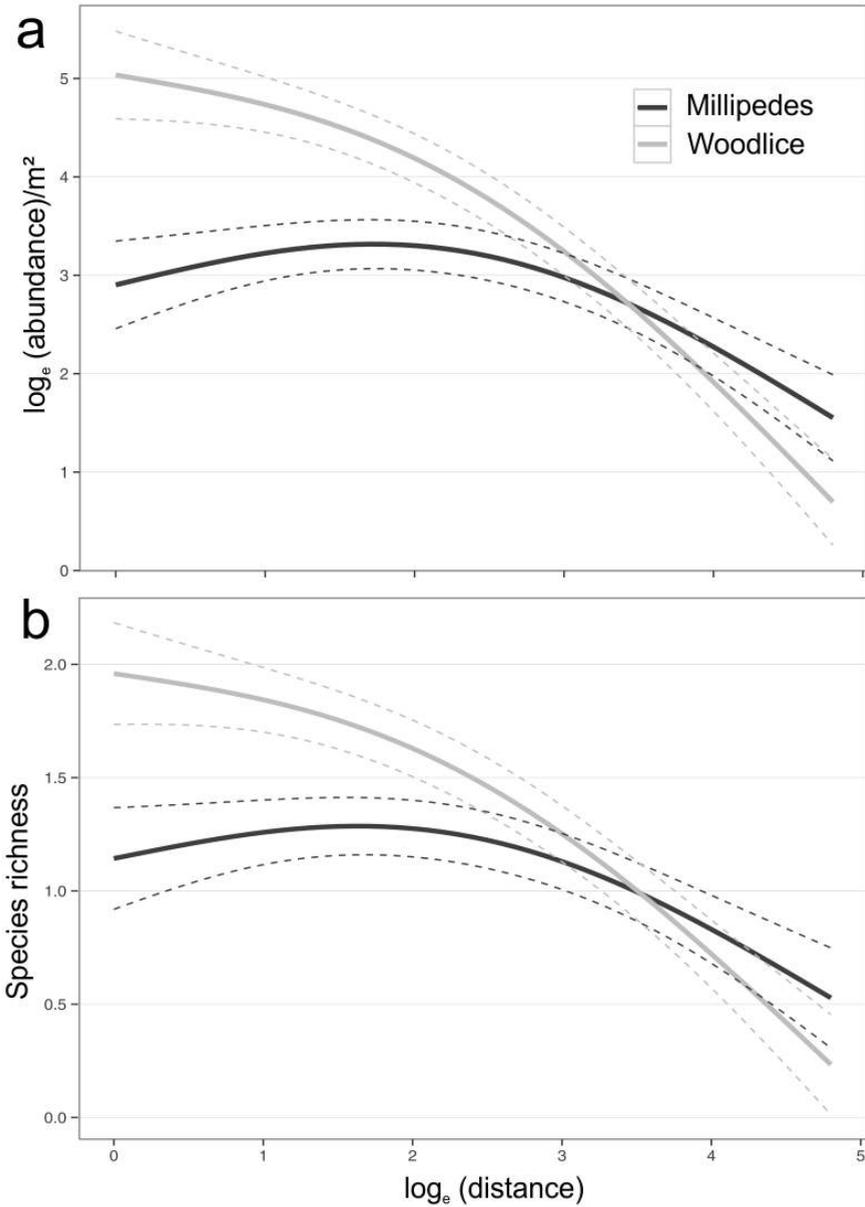 a
5
4
3
2
1
0
logₑ (abundance)/m²
Millipedes
Woodlice
b
2.0
1.5
1.0
0.5
0.0
Species richness
0 1 2 3 4 5
logₑ (distance)